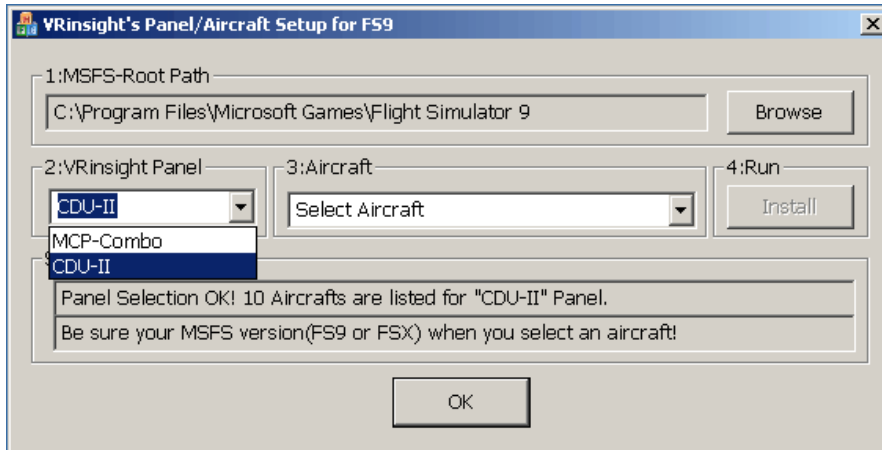 VRinsight's Panel/Aircraft Setup for FS9
1:MSFS-Root Path
C:\Program Files\Microsoft Games\Flight Simulator 9
Browse
2:VRinsight Panel
3:Aircraft
4:Run
CDU-II
Select Aircraft
Install
MCP-Combo
CDU-II
Panel Selection OK! 10 Aircrafts are listed for "CDU-II" Panel.
Be sure your MSFS version(FS9 or FSX) when you select an aircraft!
OK